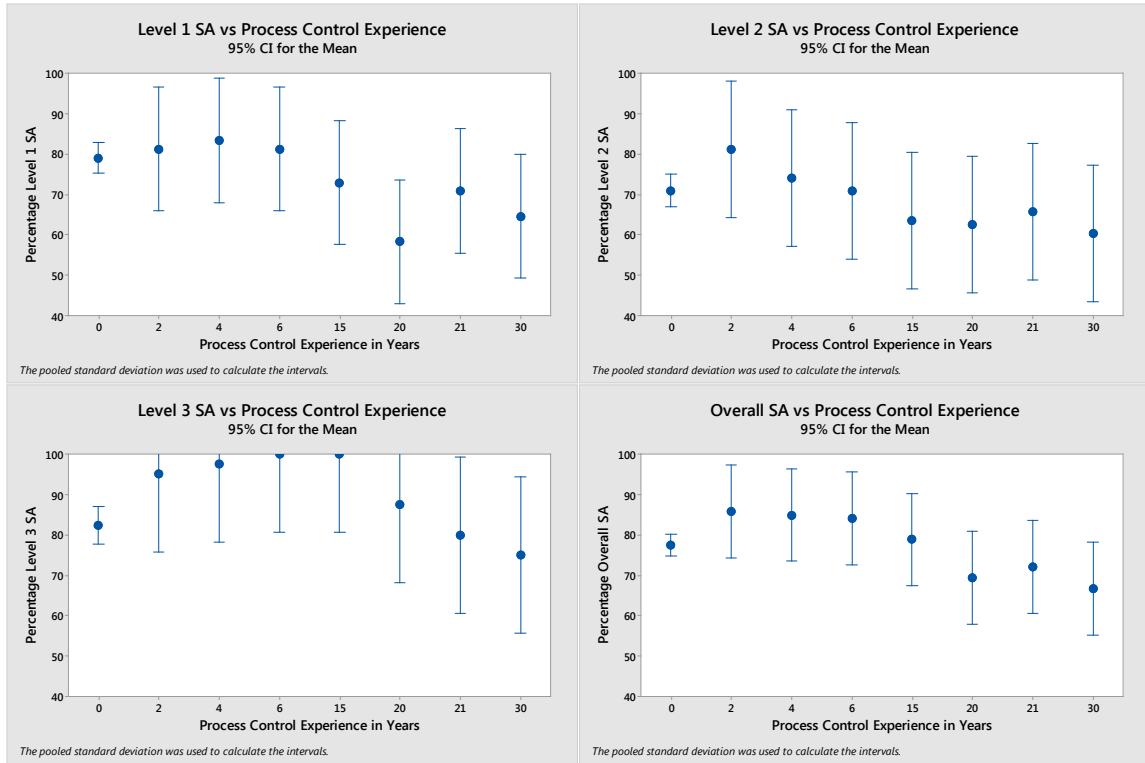 Level 1 SA vs Process Control Experience
95% CI for the Mean
100
90
80
70
60
50
40
Percentage Level 1 SA
0 2 4 6 15 20 21 30
Process Control Experience in Years
The pooled standard deviation was used to calculate the intervals.
Level 2 SA vs Process Control Experience
95% CI for the Mean
100
90
80
70
60
50
40
Percentage Level 2 SA
0 2 4 6 15 20 21 30
Process Control Experience in Years
The pooled standard deviation was used to calculate the intervals.
Level 3 SA vs Process Control Experience
95% CI for the Mean
100
90
80
70
60
50
40
Percentage Level 3 SA
0 2 4 6 15 20 21 30
Process Control Experience in Years
The pooled standard deviation was used to calculate the intervals.
Overall SA vs Process Control Experience
95% CI for the Mean
100
90
80
70
60
50
40
Percentage Overall SA
0 2 4 6 15 20 21 30
Process Control Experience in Years
The pooled standard deviation was used to calculate the intervals.